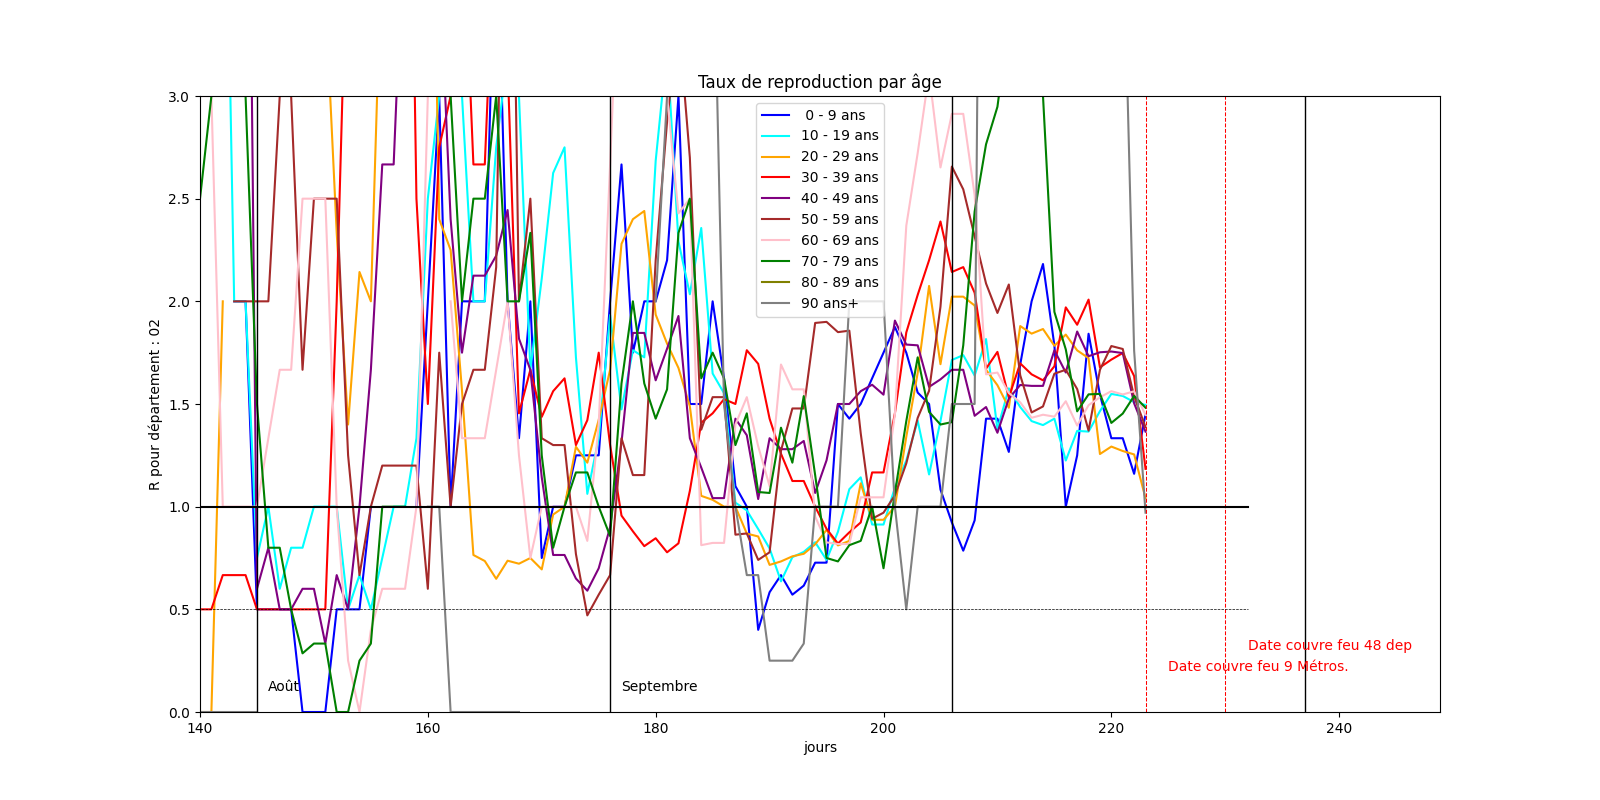 Taux de reproduction par âge
3.0
2.5
2.0
1.5
1.0
0.5
0.0
R pour département : 02
0 - 9 ans
10 - 19 ans
20 - 29 ans
30 - 39 ans
40 - 49 ans
50 - 59 ans
60 - 69 ans
70 - 79 ans
80 - 89 ans
90 ans+
Date couvre feu 48 dep
Date couvre feu 9 Métros.
Août
Septembre
140 160 180 200 220 240
jours